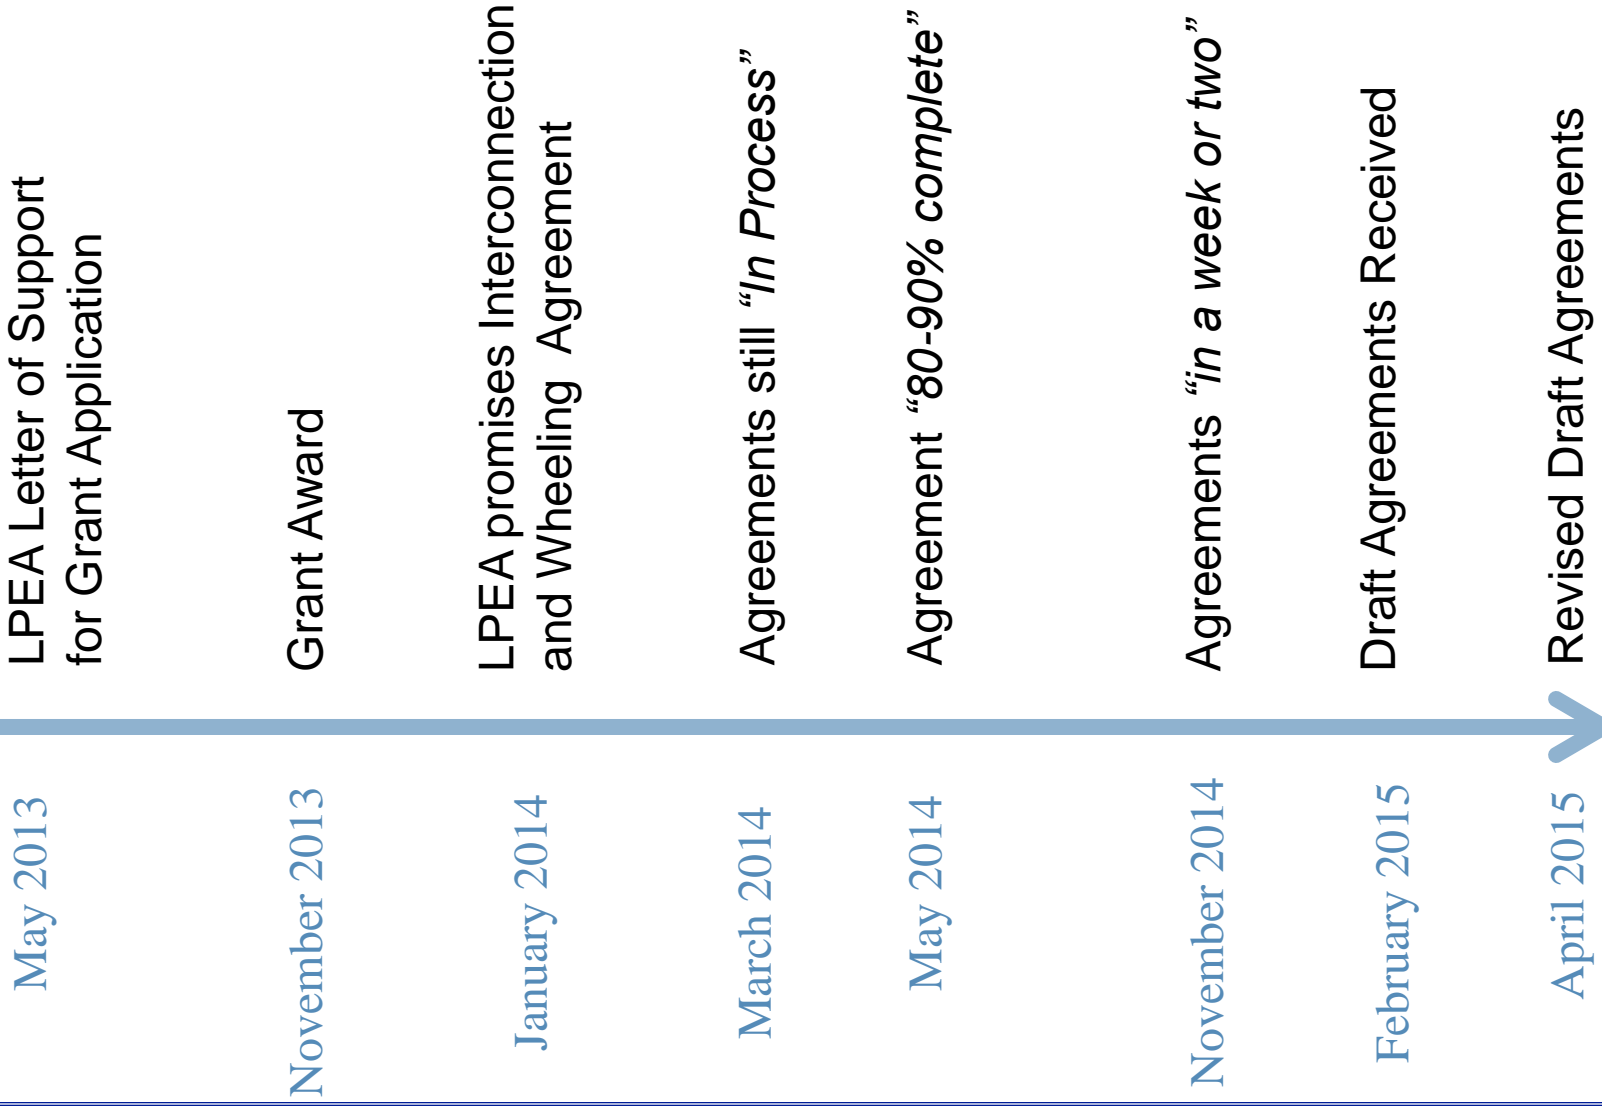 May 2013
LPEA Letter of Support
for Grant Application
November 2013
Grant Award
January 2014
LPEA promises Interconnection
and Wheeling Agreement
March 2014
Agreements still “In Process”
May 2014
Agreement “80-90% complete”
November 2014
Agreements “in a week or two”
February 2015
Draft Agreements Received
April 2015
Revised Draft Agreements